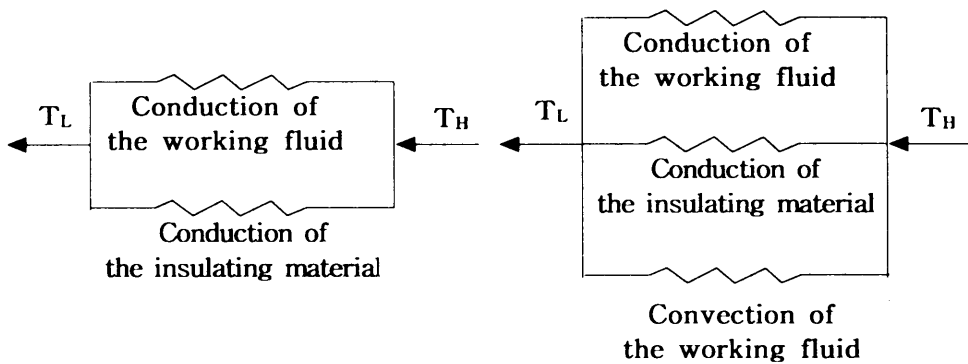 T_L
Conduction of
the working fluid
T_H
Conduction of
the insulating material
Conduction of
the working fluid
T_L
T_H
Conduction of
the insulating material
Convection of
the working fluid